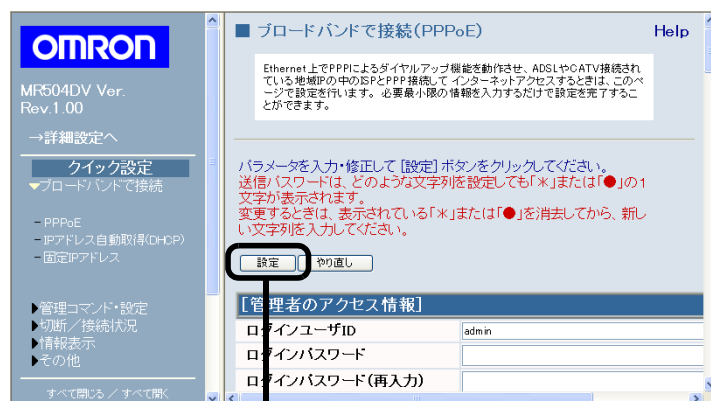 OMRON
MR504DV Ver.
Rev.1.00
→詳細設定へ
クイック設定
ブロードバンドで接続
- PPPoE
- IPアドレス自動取得(DHCP)
- 固定IPアドレス
管理コマンド・設定
切断／接続状況
情報表示
その他
すべて閉じる ／ すべて開く
■ ブロードバンドで接続(PPPoE)
Help
Ethernet上でPPPによるダイヤルアップ機能を動作させ、ADSLやCATV接続され
ている地域IPの中のISPとPPP接続して インターネットアクセスするときは、このペ
ージで設定を行います。 必要最小限の情報を入力するだけで設定を完了するこ
とができます。
パラメータを入力・修正して [設定] ボタンをクリックしてください。
送信パスワードは、どのような文字列を設定しても「*」または「●」の1
文字が表示されます。
変更するときは、表示されている「*」または「●」を消去してから、新し
い文字列を入力してください。
設定 やり直し
[管理者のアクセス情報]
ログインユーザID admin
ログインパスワード
ログインパスワード(再入力)